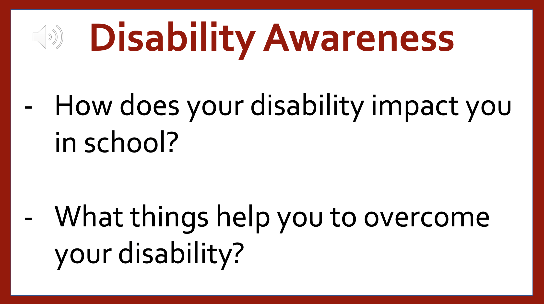 Disability Awareness
- How does your disability impact you
in school?
- What things help you to overcome
your disability?